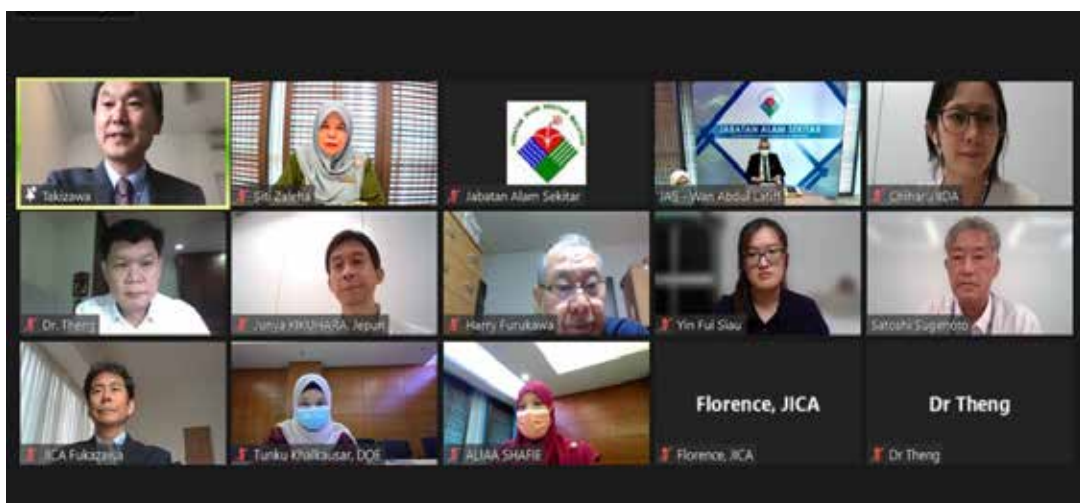 Takizawa
Siti Zaleha
Jabatan Alam Sekitar
JABATAN ALAM SEKITAR
JAS - Wan Abdul Latiff
Chiharu IIDA
Dr. Theng
Junya KIKUHARA, Jepun
Harry Furukawa
Yin Fui Siau
Satoshi Sugimoto
JICA Fukazawa
Tunku Khalkausar, DOE
ALIAA SHAFIE
Florence, JICA
Florence, JICA
Dr Theng
Dr Theng